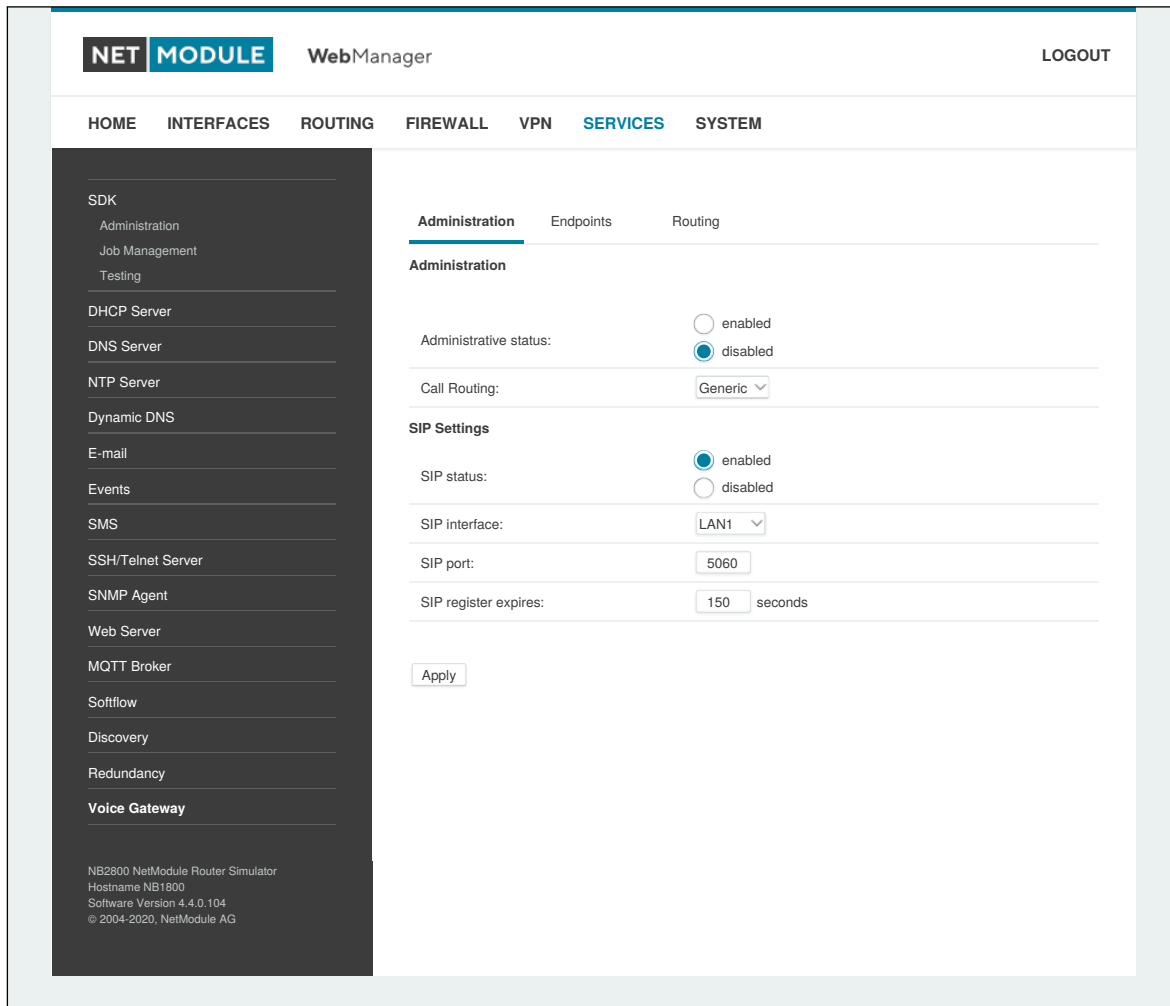 NET MODULE WebManager LOGOUT
HOME INTERFACES ROUTING FIREWALL VPN SERVICES SYSTEM
SDK
Administration
Job Management
Testing
DHCP Server
DNS Server
NTP Server
Dynamic DNS
E-mail
Events
SMS
SSH/Telnet Server
SNMP Agent
Web Server
MQTT Broker
Softflow
Discovery
Redundancy
Voice Gateway
NB2800 NetModule Router Simulator
Hostname NB1800
Software Version 4.4.0.104
© 2004-2020, NetModule AG
Administration Endpoints Routing
Administration
Administrative status:
enabled
disabled
Call Routing: Generic
SIP Settings
SIP status:
enabled
disabled
SIP interface: LAN1
SIP port: 5060
SIP register expires: 150 seconds
Apply